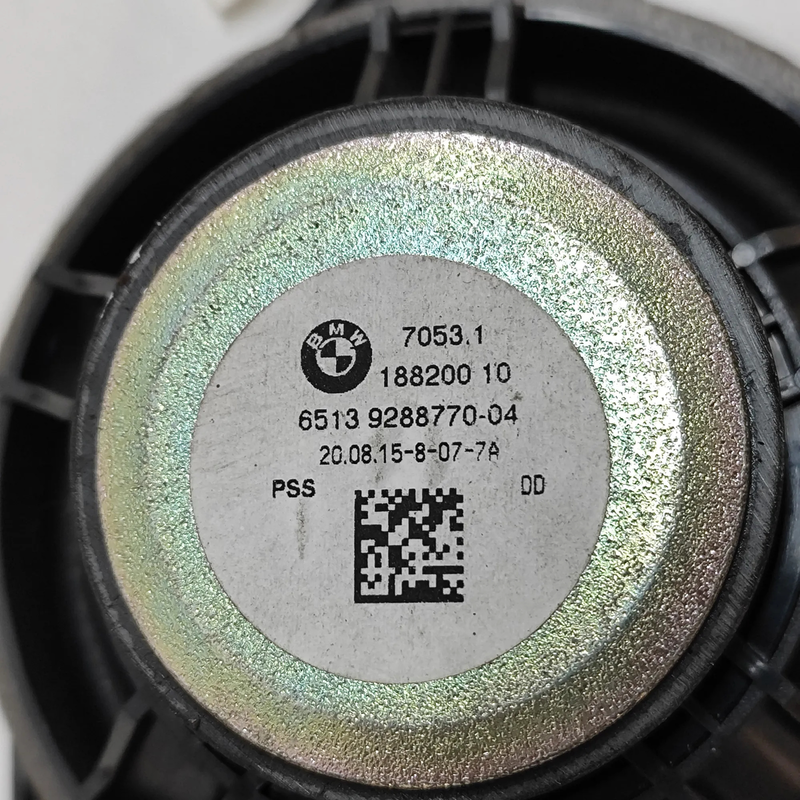 BMW
7053.1
188200 10
6513 9288770-04
20.08.15-8-07-7A
PSS DD